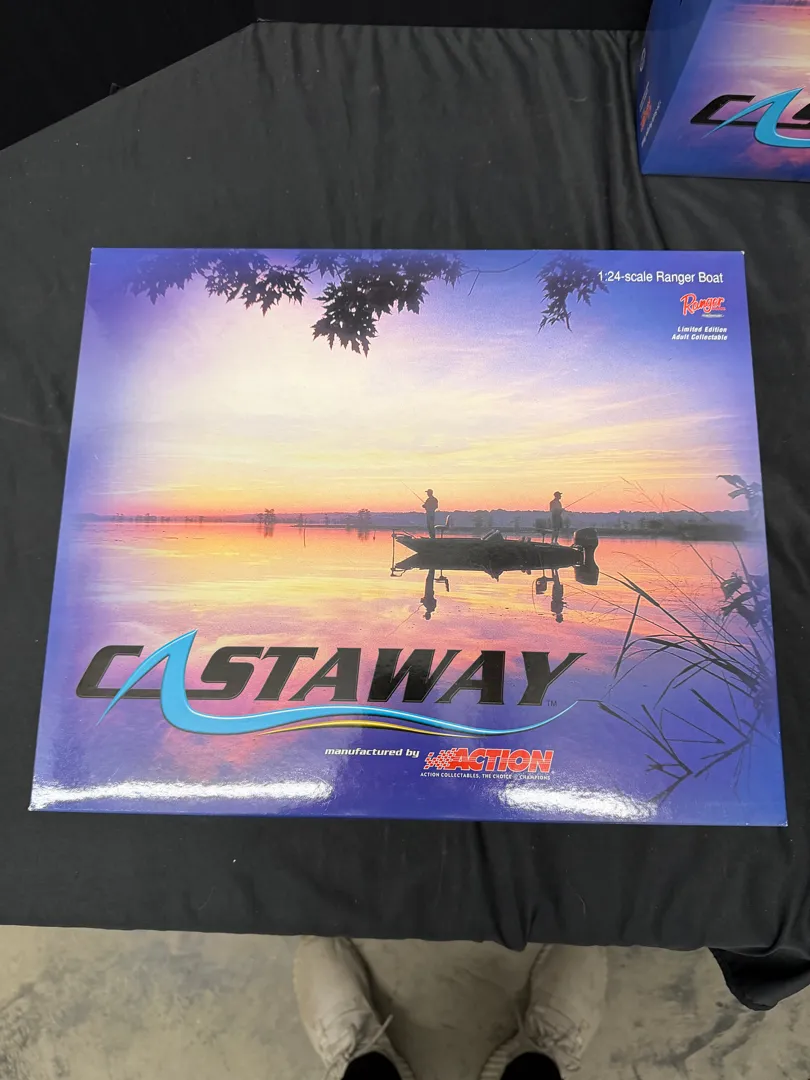 1:24-scale Ranger Boat
Ranger
Limited Edition
Adult Collectable
CASTAWAY™
manufactured by ACTION
ACTION COLLECTABLES, THE CHOICE OF CHAMPIONS